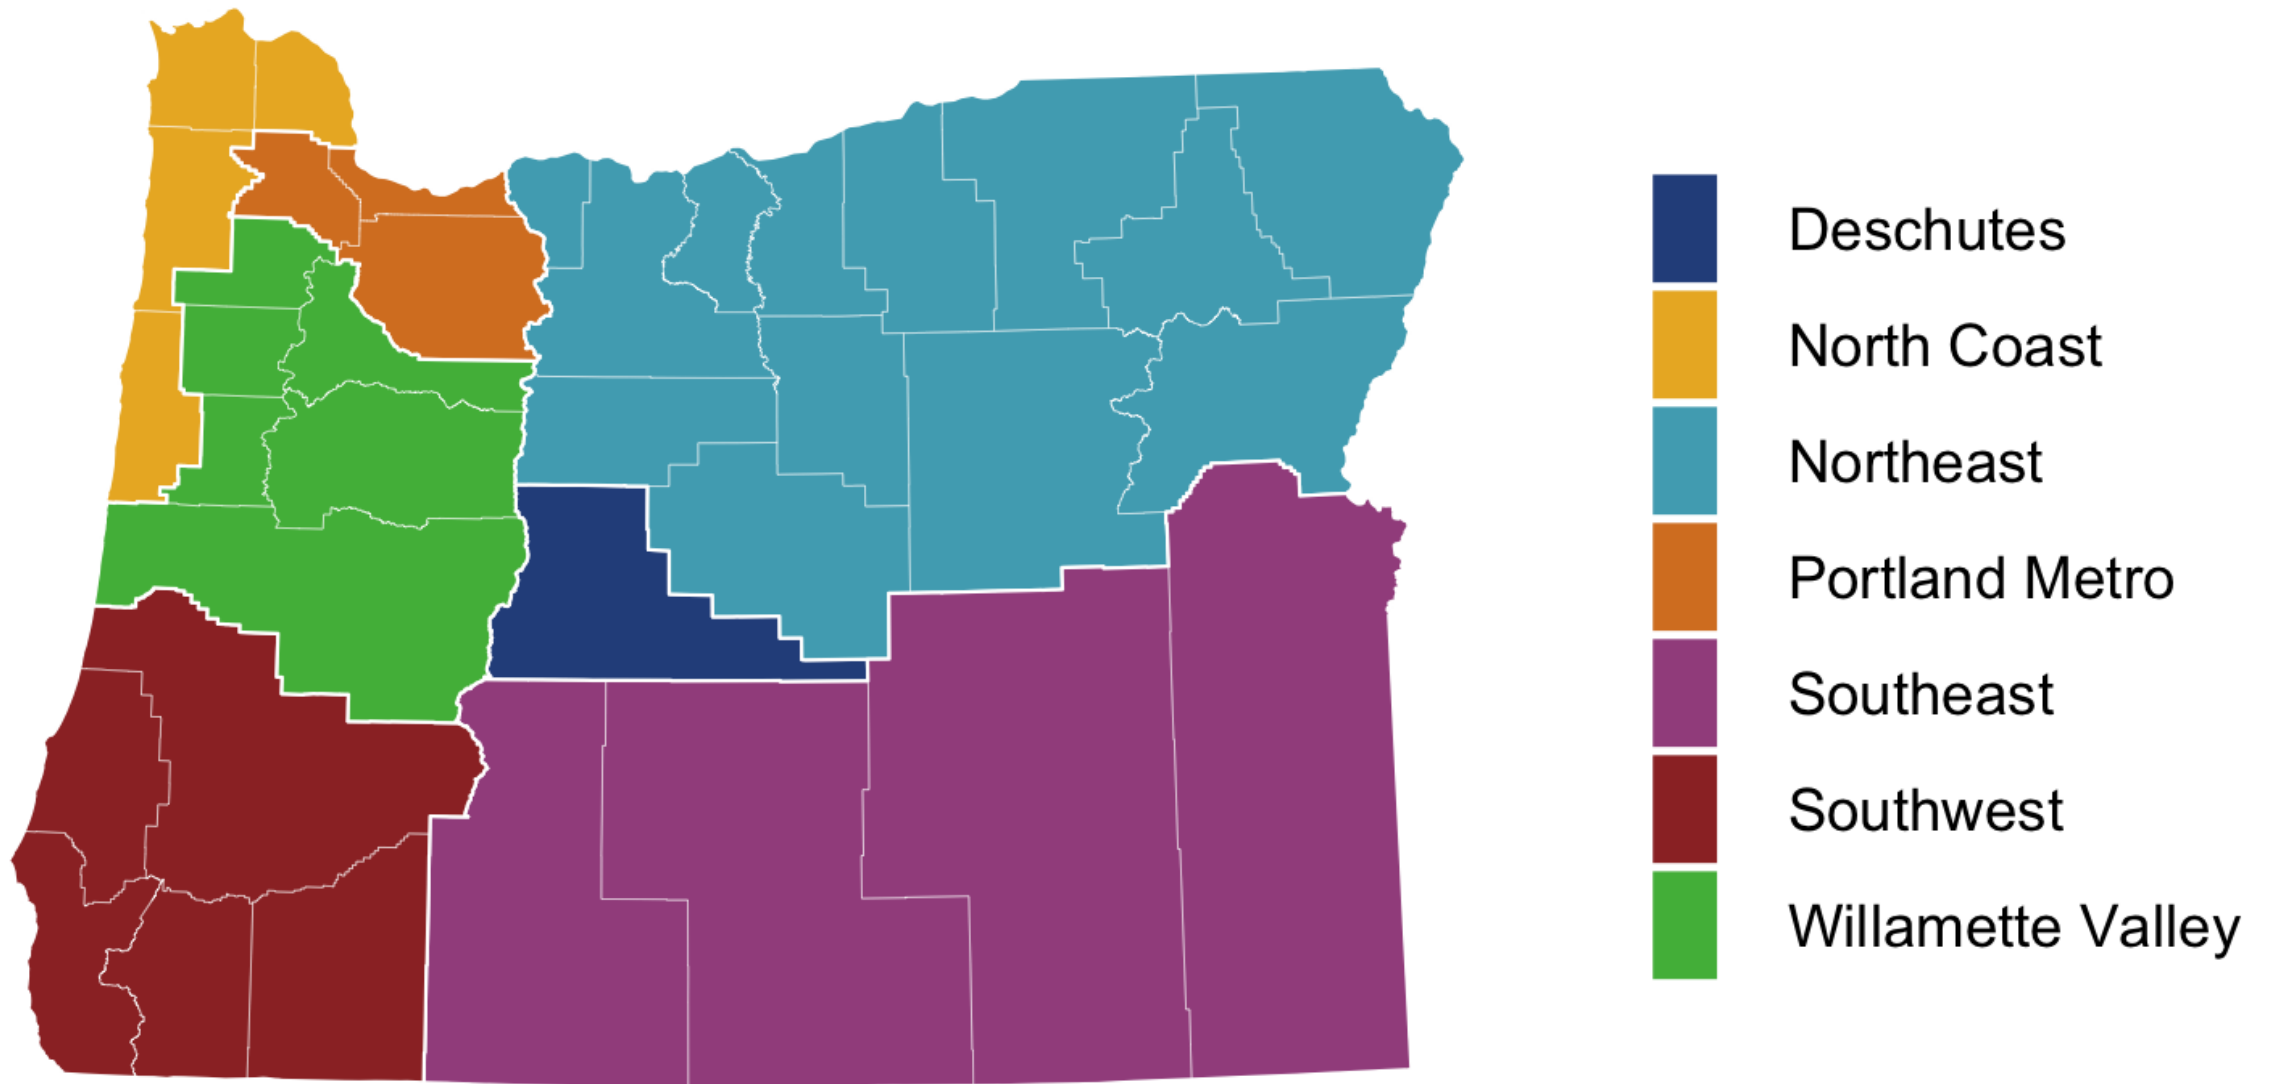 Deschutes
North Coast
Northeast
Portland Metro
Southeast
Southwest
Willamette Valley